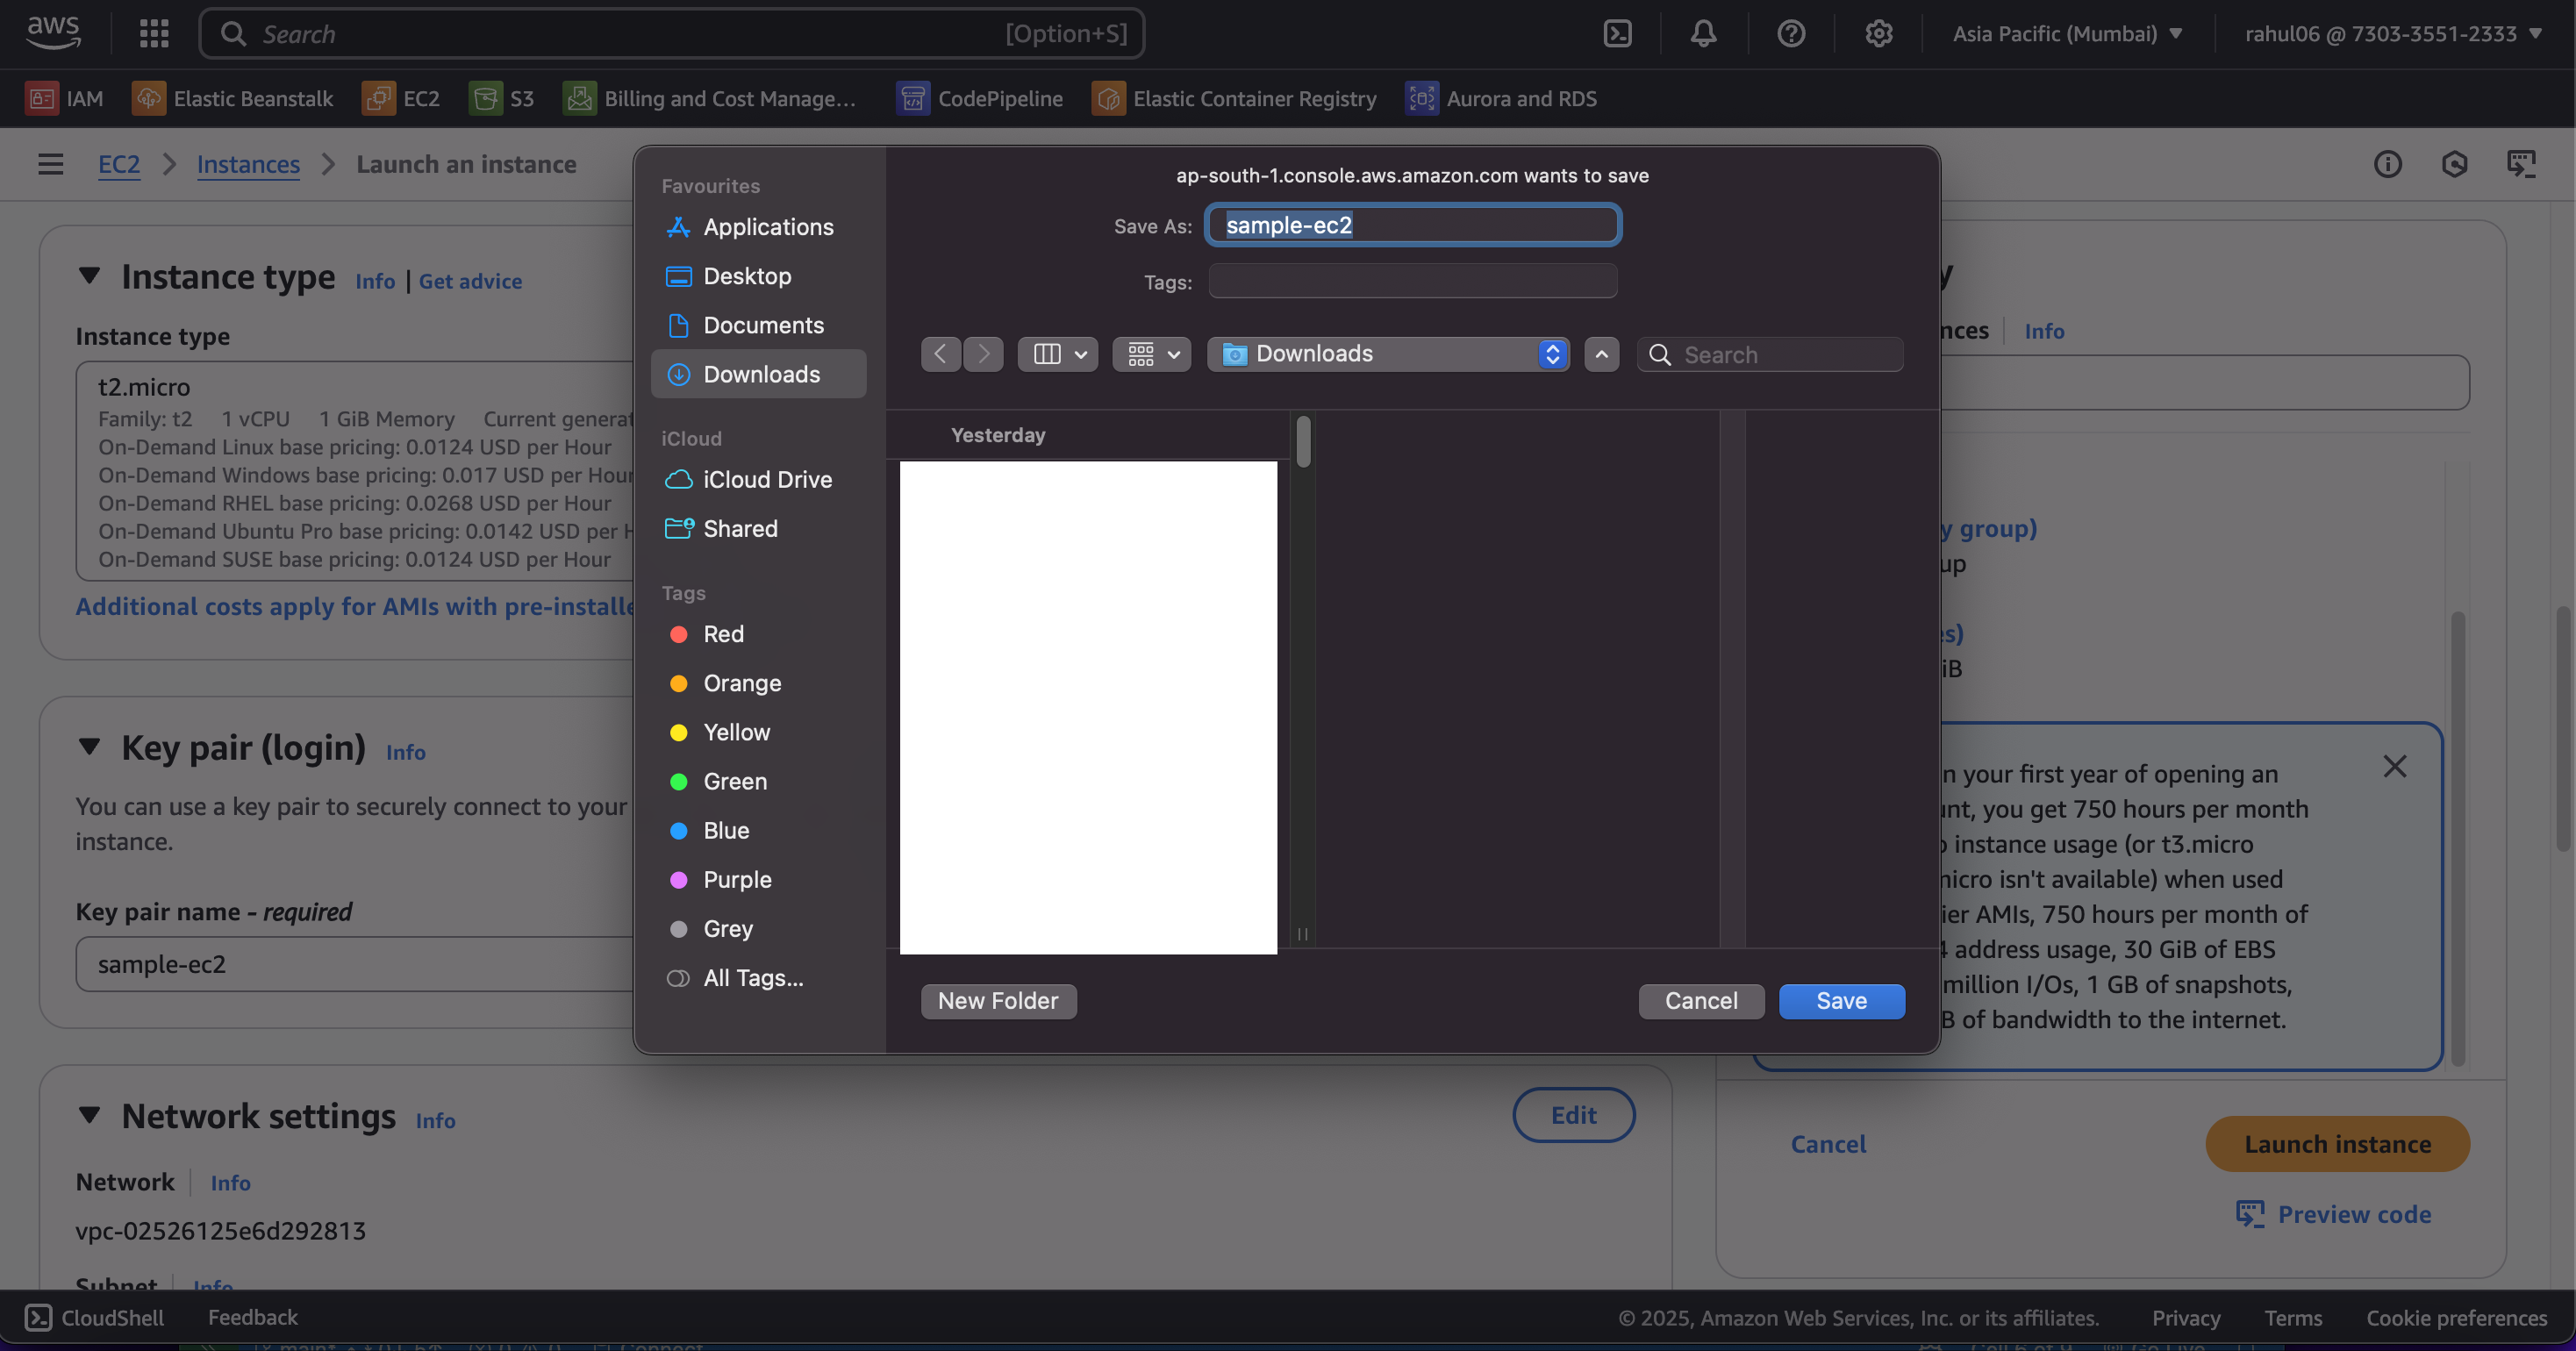 aws
Search [Option+S]
Asia Pacific (Mumbai)
rahul06 @ 7303-3551-2333
IAM
Elastic Beanstalk
EC2
S3
Billing and Cost Manage...
CodePipeline
Elastic Container Registry
Aurora and RDS
EC2 > Instances > Launch an instance
Instance type Info | Get advice
Instance type
t2.micro
Family: t2 1 vCPU 1 GiB Memory Current
On-Demand Linux base pricing: 0.0124 USD per Hour
On-Demand Windows base pricing: 0.017 USD per Hour
On-Demand RHEL base pricing: 0.0268 USD per Hour
On-Demand Ubuntu Pro base pricing: 0.0142 USD per
On-Demand SUSE base pricing: 0.0124 USD per Hour
Additional costs apply for AMIs with
Key pair (login) Info
You can use a key pair to securely connect to your
instance.
Key pair name - required
sample-ec2
Network settings Info
Edit
Network Info
vpc-02526125e6d292813
Subnet Info
Favourites
Applications
Desktop
Documents
Downloads
iCloud
iCloud Drive
Shared
Tags
Red
Orange
Yellow
Green
Blue
Purple
Grey
All Tags...
ap-south-1.console.aws.amazon.com wants to save
Save As: sample-ec2
Tags:
Downloads
Search
Yesterday
New Folder
Cancel
Save
Info
group)
n your first year of opening an
you get 750 hours per month
instance usage (or t3.micro
isn't available) when used
AMIs, 750 hours per month of
address usage, 30 GiB of EBS
million I/Os, 1 GB of snapshots,
of bandwidth to the internet.
Cancel
Launch instance
Preview code
CloudShell
Feedback
© 2025, Amazon Web Services, Inc. or its affiliates.
Privacy
Terms
Cookie preferences